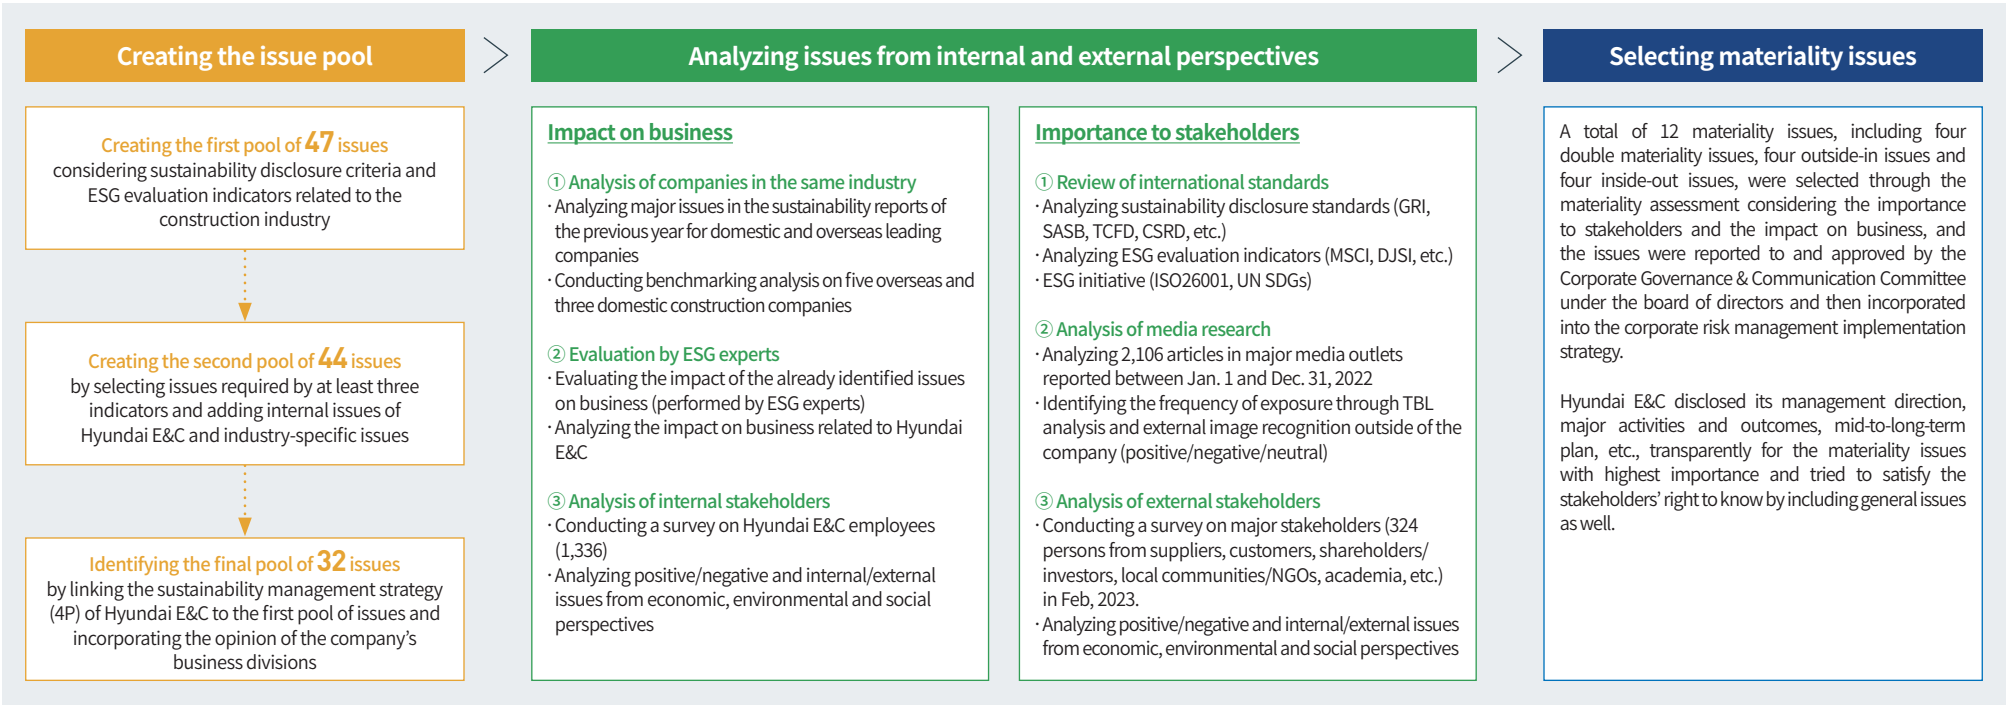 Creating the issue pool
Creating the first pool of 47 issues
considering sustainability disclosure criteria and
ESG evaluation indicators related to the
construction industry
Creating the second pool of 44 issues
by selecting issues required by at least three
indicators and adding internal issues of
Hyundai E&C and industry-specific issues
Identifying the final pool of 32 issues
by linking the sustainability management strategy
(4P) of Hyundai E&C to the first pool of issues and
incorporating the opinion of the company's
business divisions
Analyzing issues from internal and external perspectives
Impact on business
① Analysis of companies in the same industry
· Analyzing major issues in the sustainability reports of
the previous year for domestic and overseas leading
companies
· Conducting benchmarking analysis on five overseas and
three domestic construction companies
② Evaluation by ESG experts
· Evaluating the impact of the already identified issues
on business (performed by ESG experts)
· Analyzing the impact on business related to Hyundai
E&C
③ Analysis of internal stakeholders
· Conducting a survey on Hyundai E&C employees
(1,336)
· Analyzing positive/negative and internal/external
issues from economic, environmental and social
perspectives
Importance to stakeholders
① Review of international standards
· Analyzing sustainability disclosure standards (GRI,
SASB, TCFD, CSRD, etc.)
· Analyzing ESG evaluation indicators (MSCI, DJSI, etc.)
· ESG initiative (ISO26001, UN SDGs)
② Analysis of media research
· Analyzing 2,106 articles in major media outlets
reported between Jan. 1 and Dec. 31, 2022
· Identifying the frequency of exposure through TBL
analysis and external image recognition outside of the
company (positive/negative/neutral)
③ Analysis of external stakeholders
· Conducting a survey on major stakeholders (324
persons from suppliers, customers, shareholders/
investors, local communities/NGOs, academia, etc.)
in Feb, 2023.
· Analyzing positive/negative and internal/external issues
from economic, environmental and social perspectives
Selecting materiality issues
A total of 12 materiality issues, including four
double materiality issues, four outside-in issues and
four inside-out issues, were selected through the
materiality assessment considering the importance
to stakeholders and the impact on business, and
the issues were reported to and approved by the
Corporate Governance & Communication Committee
under the board of directors and then incorporated
into the corporate risk management implementation
strategy.
Hyundai E&C disclosed its management direction,
major activities and outcomes, mid-to-long-term
plan, etc., transparently for the materiality issues
with highest importance and tried to satisfy the
stakeholders' right to know by including general issues
as well.